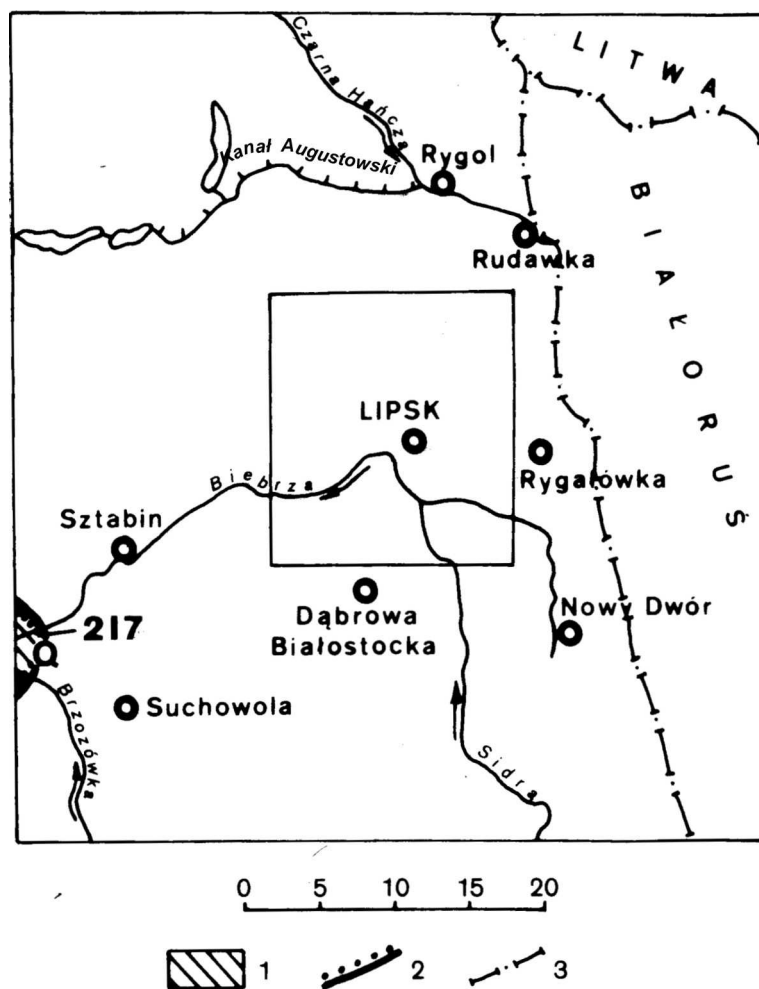 LITWA
Czarna Hańcza
Kanał Augustowski
Rygol
BIAŁORUŚ
Rudawka
LIPSK
Rygałówka
Biebrza
Sztabin
Nowy Dwór
Dąbrowa
Białostocka
217
Q
Suchowola
Brzozówka
Sidra
0 5 10 15 20
1 2 3